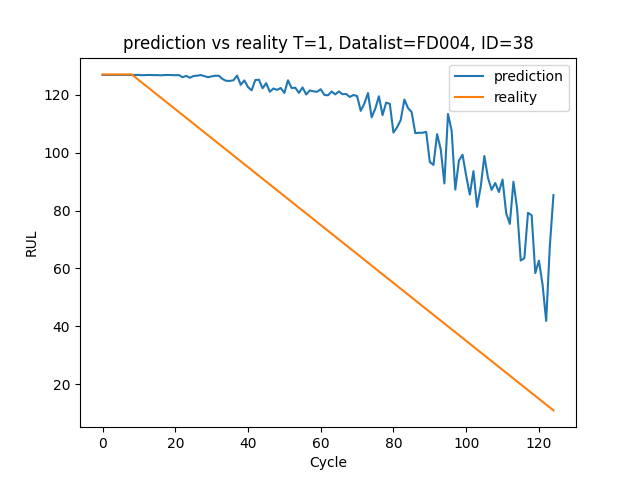 prediction vs reality T=1, Datalist=FD004, ID=38
prediction
reality
RUL
120
100
80
60
40
20
0 20 40 60 80 100 120
Cycle